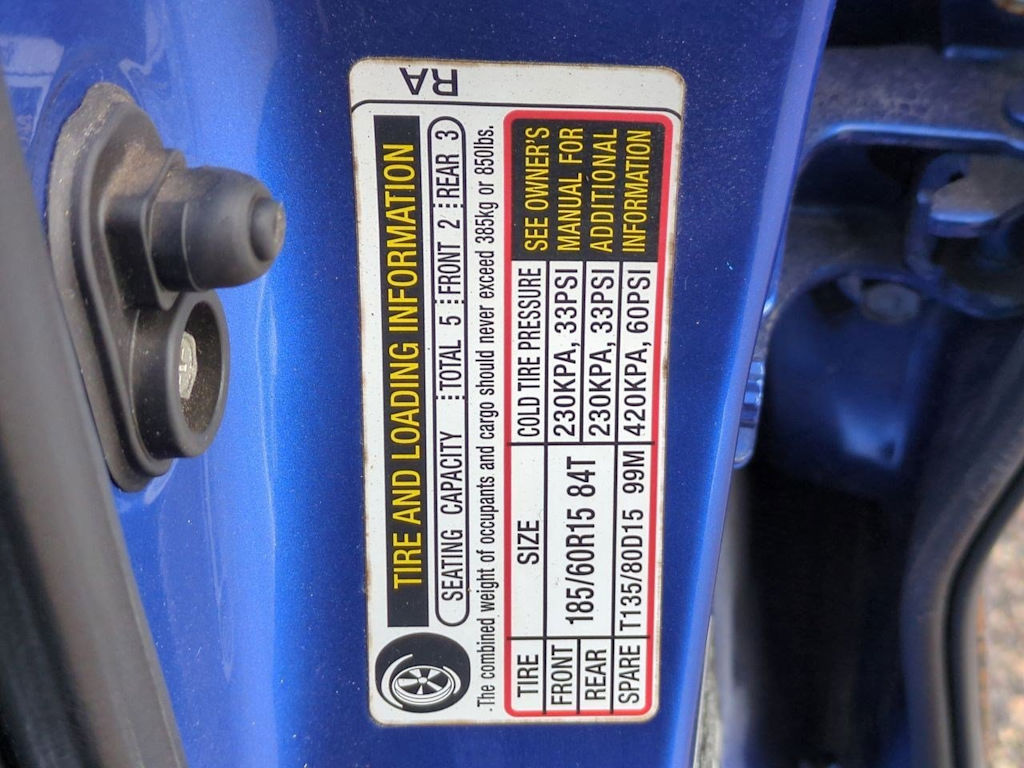 RA
TIRE AND LOADING INFORMATION
SEATING CAPACITY TOTAL 5 FRONT 2 REAR 3
-The combined weight of occupants and cargo should never exceed 385kg or 850lbs.
TIRE SIZE COLD TIRE PRESSURE SEE OWNER'S
FRONT 185/60R15 84T 230KPA, 33PSI MANUAL FOR
REAR 230KPA, 33PSI ADDITIONAL
SPARE T135/80D15 99M 420KPA, 60PSI INFORMATION